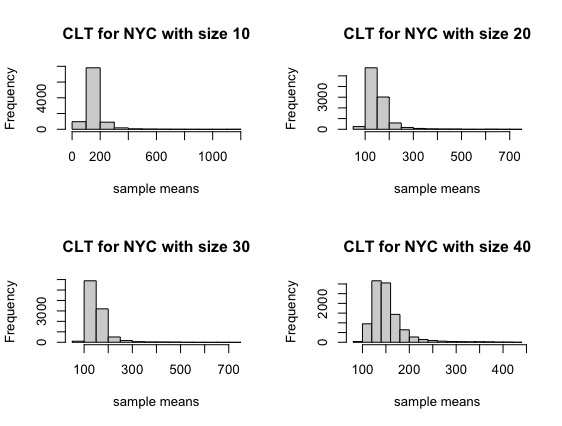 CLT for NYC with size 10
Frequency
4000
0
0 200 600 1000
sample means
CLT for NYC with size 20
Frequency
3000
0
100 300 500 700
sample means
CLT for NYC with size 30
Frequency
3000
0
100 300 500 700
sample means
CLT for NYC with size 40
Frequency
2000
0
100 200 300 400
sample means